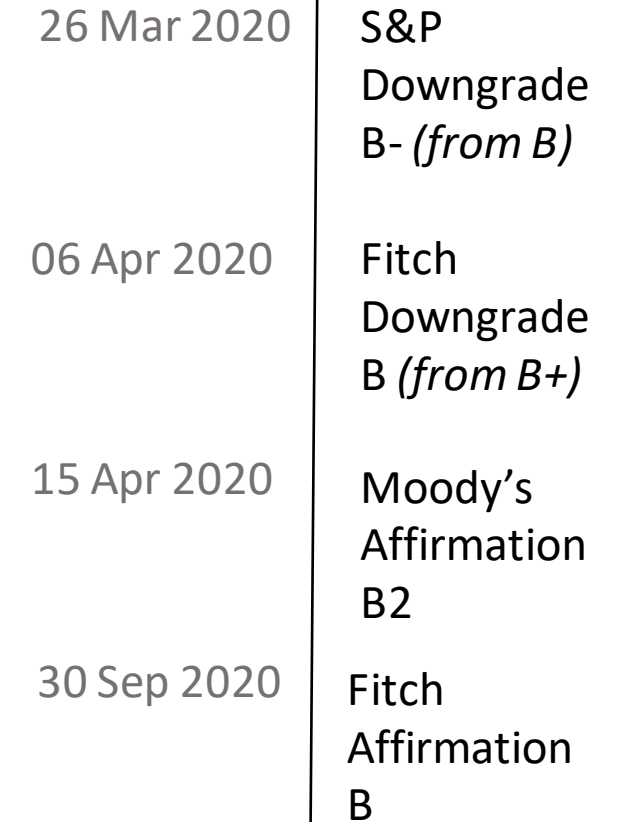 26 Mar 2020
S&P
Downgrade
B- (from B)
06 Apr 2020
Fitch
Downgrade
B (from B+)
15 Apr 2020
Moody’s
Affirmation
B2
30 Sep 2020
Fitch
Affirmation
B